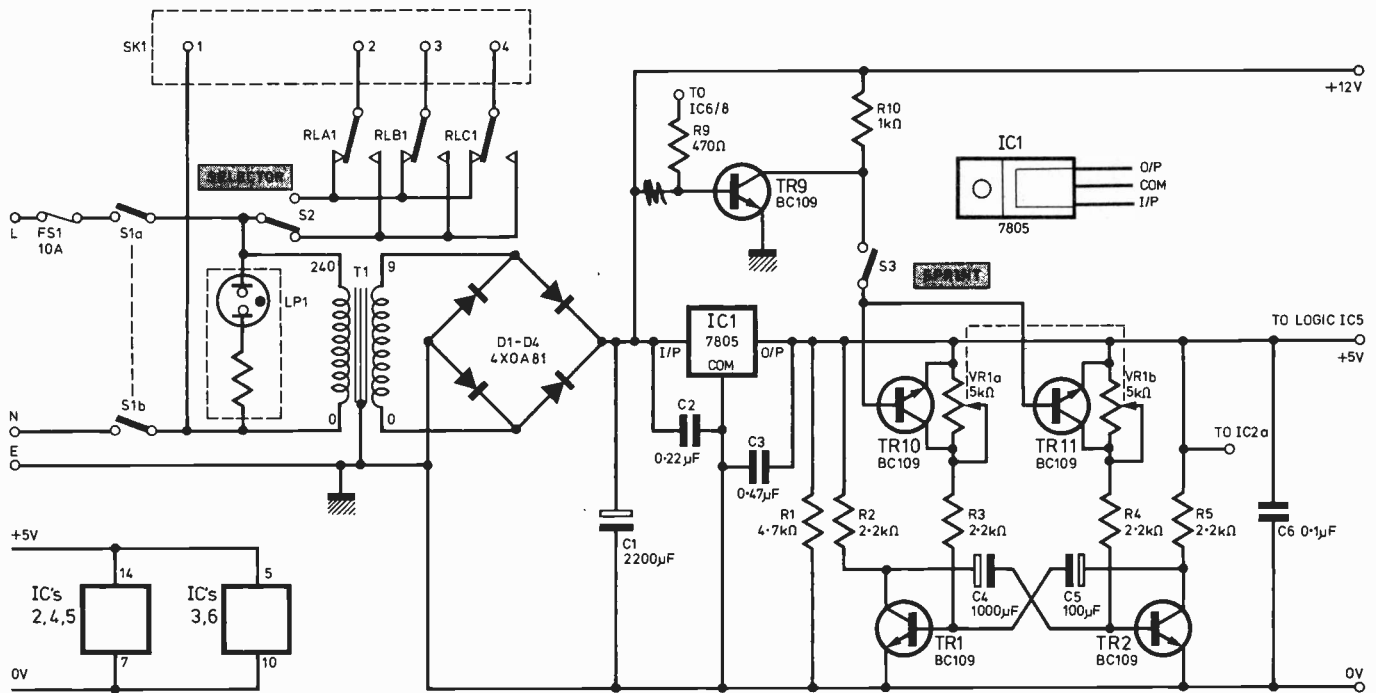 SK1
1
2
3
4
+12V
TO
IC6/8
R9
470Ω
R10
1kΩ
IC1
O/P
COM
I/P
7805
RLA1
RLB1
RLC1
SELECTOR
S2
TR9
BC109
L
FS1
10A
S1a
S3
SPRINT
240
T1
9
LP1
D1-D4
4X0A81
I/P
IC1
7805
COM
O/P
TO LOGIC IC5
+5V
VR1a
5kΩ
VR1b
5kΩ
TR10
BC109
TR11
BC109
S1b
N
E
0
0
C2
0·22µF
C3
0·47µF
TO IC2a
R1
4·7kΩ
R2
2·2kΩ
R3
2·2kΩ
R4
2·2kΩ
R5
2·2kΩ
C6 0·1µF
C1
2200µF
C4
1000µF
C5
100µF
TR1
BC109
TR2
BC109
+5V
14
IC's
2,4,5
7
5
IC's
3,6
10
0V
0V